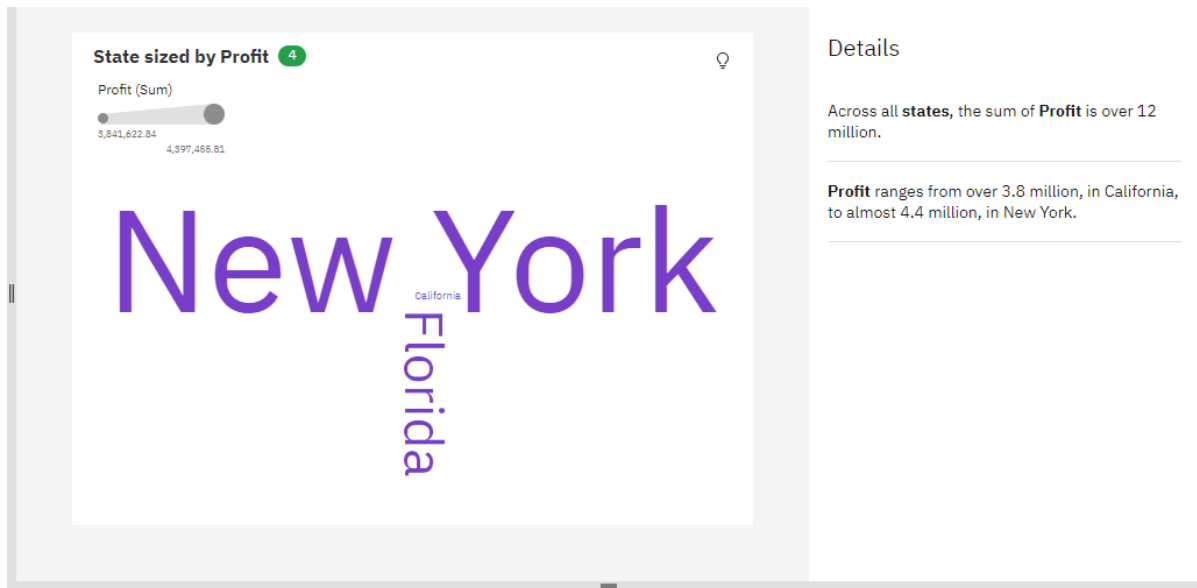 State sized by Profit 4
Profit (Sum)
3,841,622.84
4,397,455.81
New York
California
Florida
Details
Across all states, the sum of Profit is over 12
million.
Profit ranges from over 3.8 million, in California,
to almost 4.4 million, in New York.